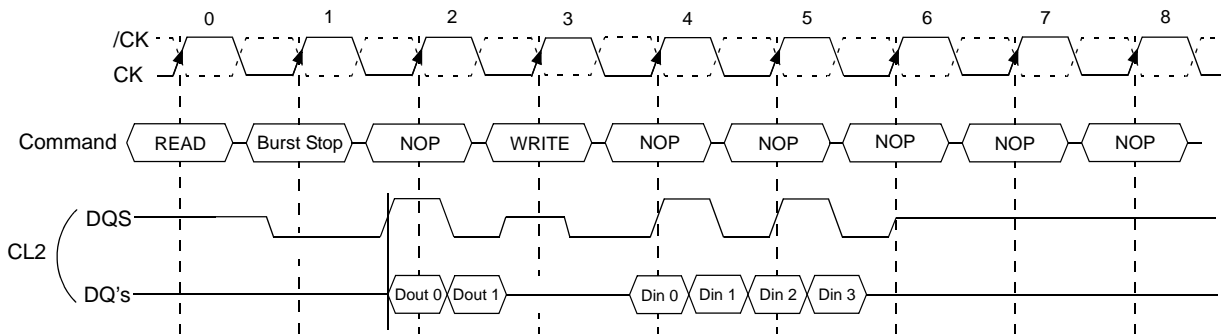 0 1 2 3 4 5 6 7 8
/CK
CK
Command READ Burst Stop NOP WRITE NOP NOP NOP NOP NOP
DQS
CL2
DQ's Dout 0 Dout 1 Din 0 Din 1 Din 2 Din 3